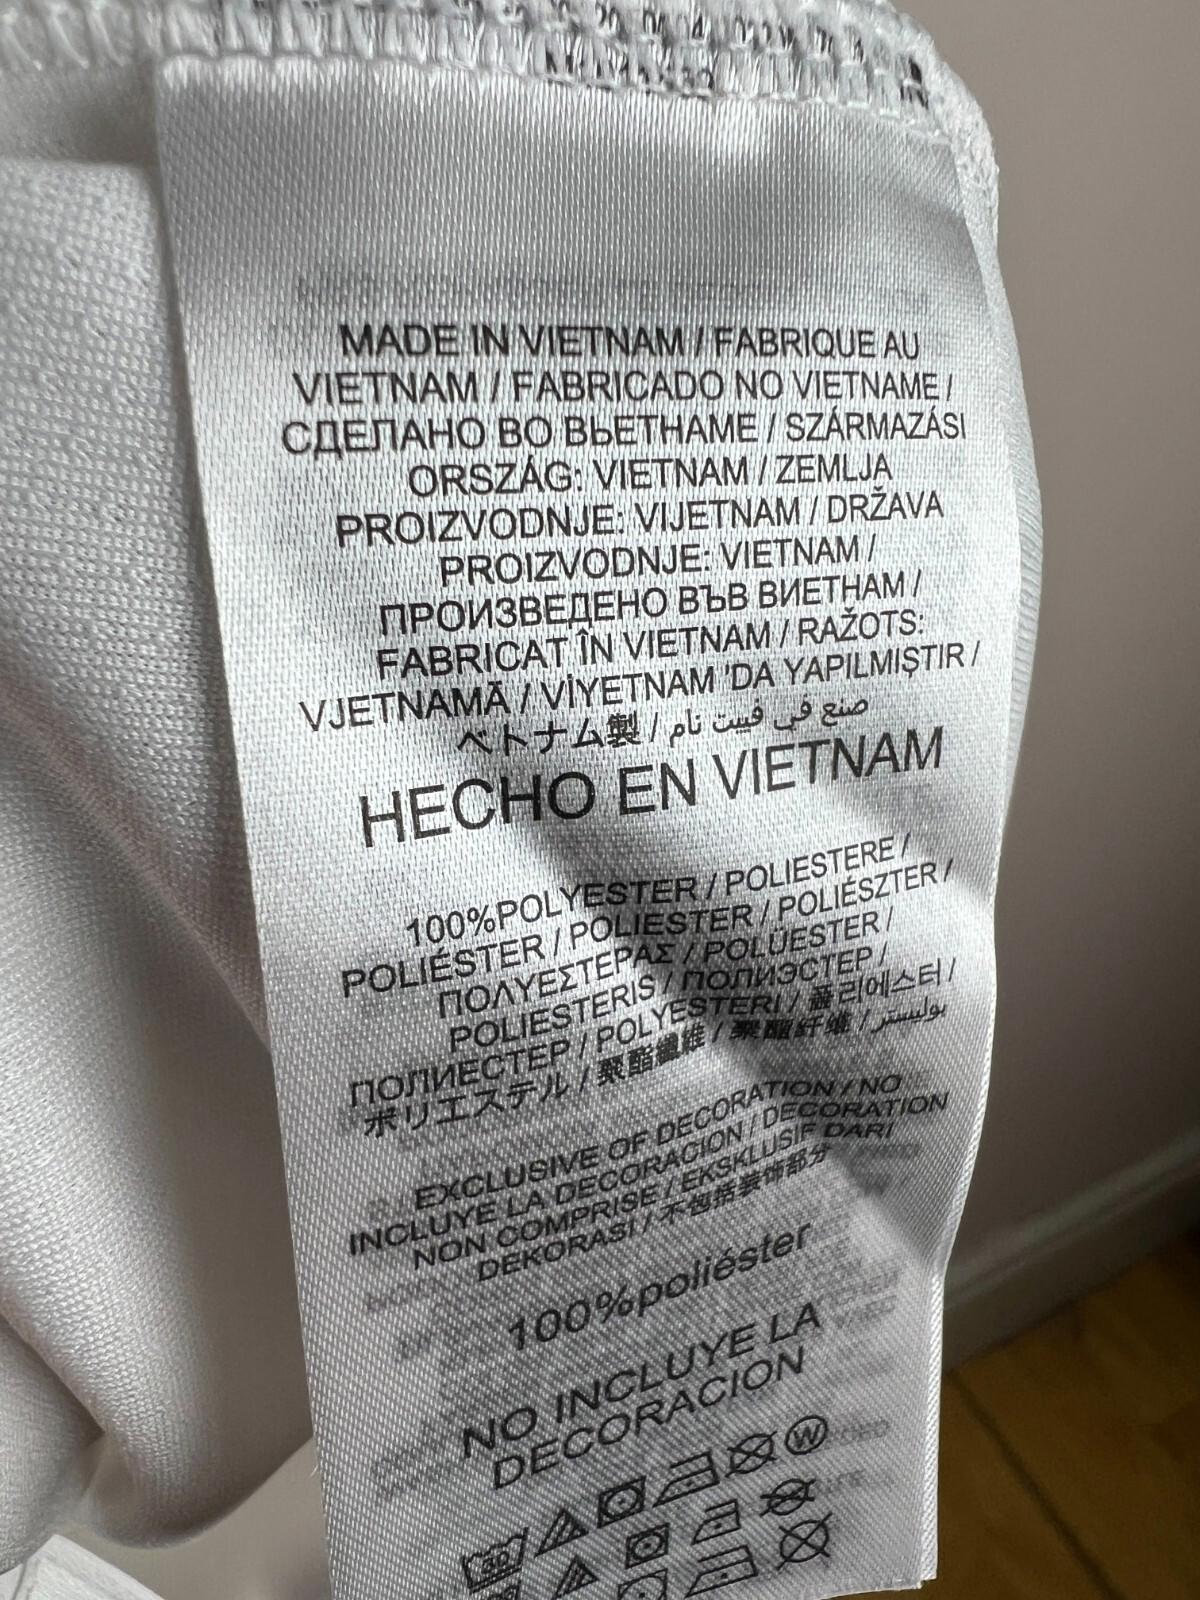 MADE IN VIETNAM / FABRIQUE AU
VIETNAM / FABRICADO NO VIETNAME /
СДЕЛАНО ВО ВЬЕТНАМЕ / SZÁRMAZÁSI
ORSZÁG: VIETNAM / ZEMLJA
PROIZVODNJE: VIJETNAM / DRŽAVA
PROIZVODNJE: VIETNAM /
ПРОИЗВЕДЕНО ВЪВ ВИЕТНАМ /
FABRICAT ÎN VIETNAM / RAŽOTS:
VJETNAMĀ / VİYETNAM 'DA YAPILMIŞTIR /
ベトナム製 / صنع في فييت نام
HECHO EN VIETNAM
100%POLYESTER / POLIESTERE /
POLIÉSTER / POLIESTER / POLIÉSZTER /
ΠΟΛΥΕΣΤΕΡΑΣ / POLÜESTER /
POLIESTERIS / ПОЛИЭСТЕР /
ПОЛИЕСТЕР / POLYESTERI / 폴리에스터 /
ポリエステル / 聚酯纖維 / 聚酯纤维 / بوليستر
EXCLUSIVE OF DECORATION / NO
INCLUYE LA DECORACION / DECORATION
NON COMPRISE / EKSKLUSIF DARI
DEKORASI / 不包括装饰部分
100%poliéster
NO INCLUYE LA
DECORACION
30 W